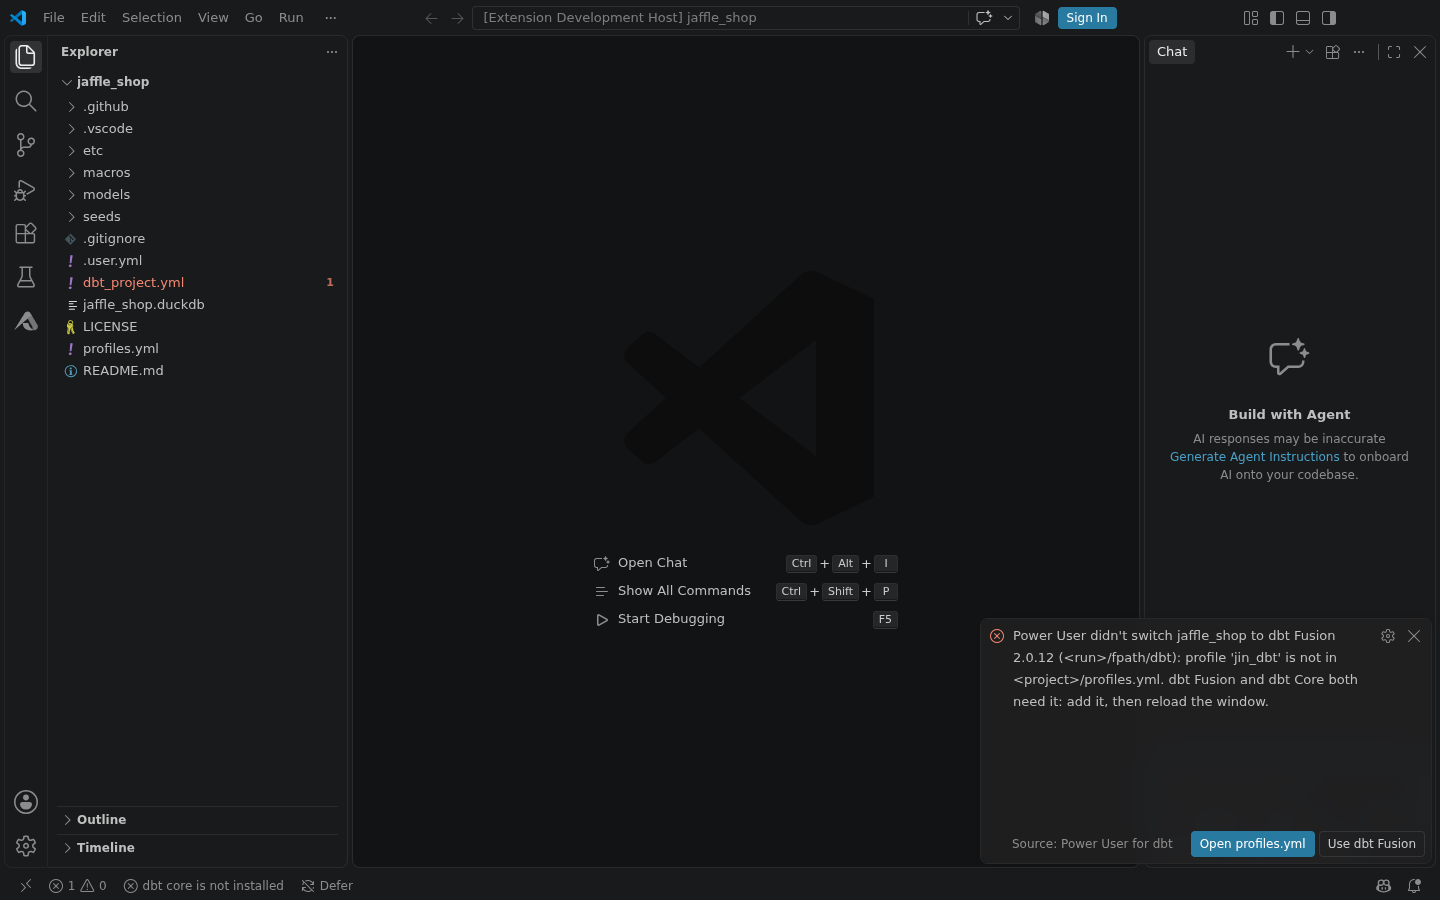 File Edit Selection View Go Run ···
[Extension Development Host] jaffle_shop
Sign In
Explorer
Chat
jaffle_shop
.github
.vscode
etc
macros
models
seeds
.gitignore
.user.yml
dbt_project.yml 1
jaffle_shop.duckdb
LICENSE
profiles.yml
README.md
Outline
Timeline
Open Chat Ctrl + Alt + I
Show All Commands Ctrl + Shift + P
Start Debugging F5
Build with Agent
AI responses may be inaccurate
Generate Agent Instructions to onboard
AI onto your codebase.
Power User didn't switch jaffle_shop to dbt Fusion
2.0.12 (<run>/fpath/dbt): profile 'jin_dbt' is not in
<project>/profiles.yml. dbt Fusion and dbt Core both
need it: add it, then reload the window.
Source: Power User for dbt Open profiles.yml Use dbt Fusion
1 0 dbt core is not installed Defer